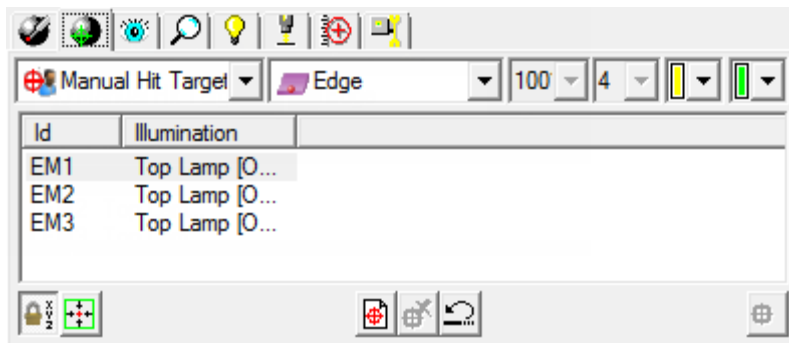 Manual Hit Target Edge 100 4
Id Illumination
EM1 Top Lamp [O...
EM2 Top Lamp [O...
EM3 Top Lamp [O...
x y z